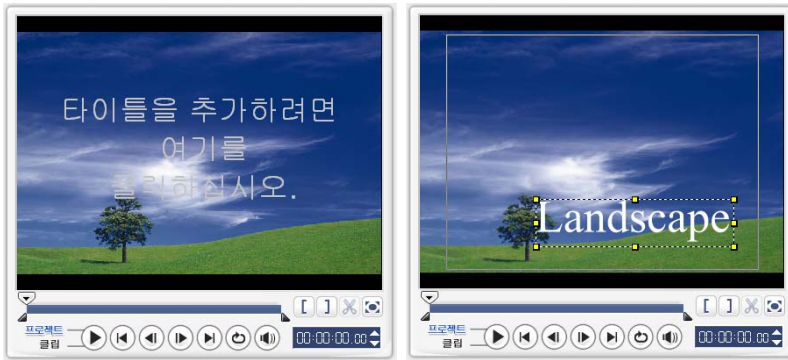 타이틀을 추가하려면
여기를
클릭하십시오.
프로젝트
클립
00:00:00.00
Landscape
프로젝트
클립
00:00:00.00